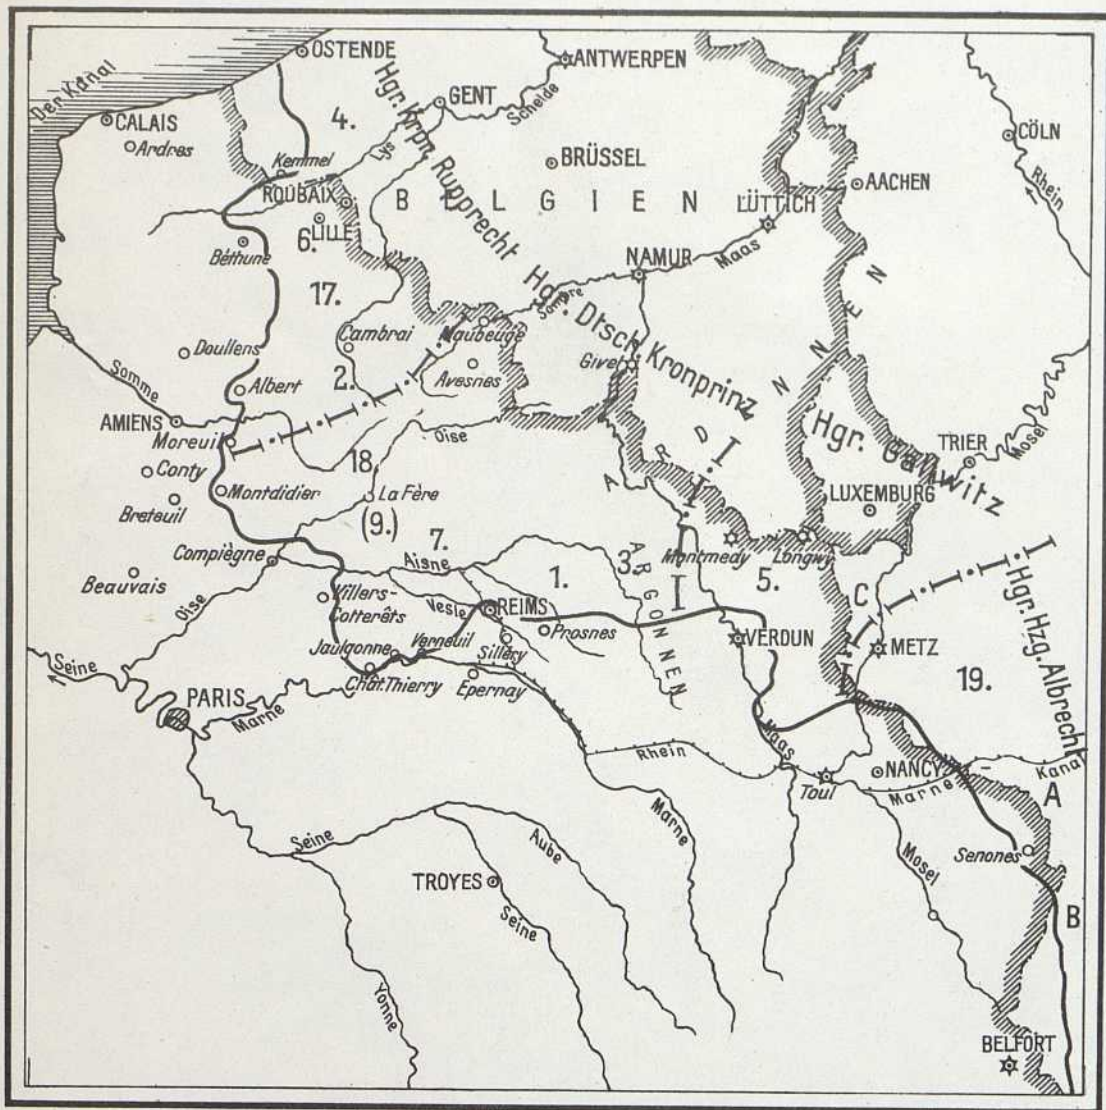 OSTENDE
ANTWERPEN
Der Kanal
GENT
Schelde
CALAIS
4.
CÖLN
Ardres
Lys
Hgr. Krpr. Rupprecht
BRÜSSEL
Kemmel
AACHEN
Rhein
ROUBAIX
BELGIEN
LÜTTICH
6.
LILLE
Béthune
NAMUR
Maas
17.
Sambre
Hgr. Dtsch. Kronprinz
Cambrai
Maubeuge
Doullens
Givet
Avesnes
2.
Somme
Albert
ARDENNEN
Hgr. Gallwitz
AMIENS
Moreuil
Oise
TRIER
Mosel
Conty
18.
Montdidier
La Fère
LUXEMBURG
Breteuil
(9.)
Compiègne
7.
Aisne
Montmedy
Longwy
3.
Beauvais
1.
5.
ARGONNEN
Villers-
Cotterêts
Vesle
REIMS
C
Oise
Prosnes
VERDUN
METZ
Hgr. Hzg. Albrecht
Jaulgonne
Verneuil
Sillery
Seine
Chat. Thierry
Epernay
19.
PARIS
Marne
Rhein
Maas
NANCY
Kanal
Toul
Marne
A
Marne
Seine
Aube
Mosel
Senones
TROYES
Seine
B
Yonne
BELFORT